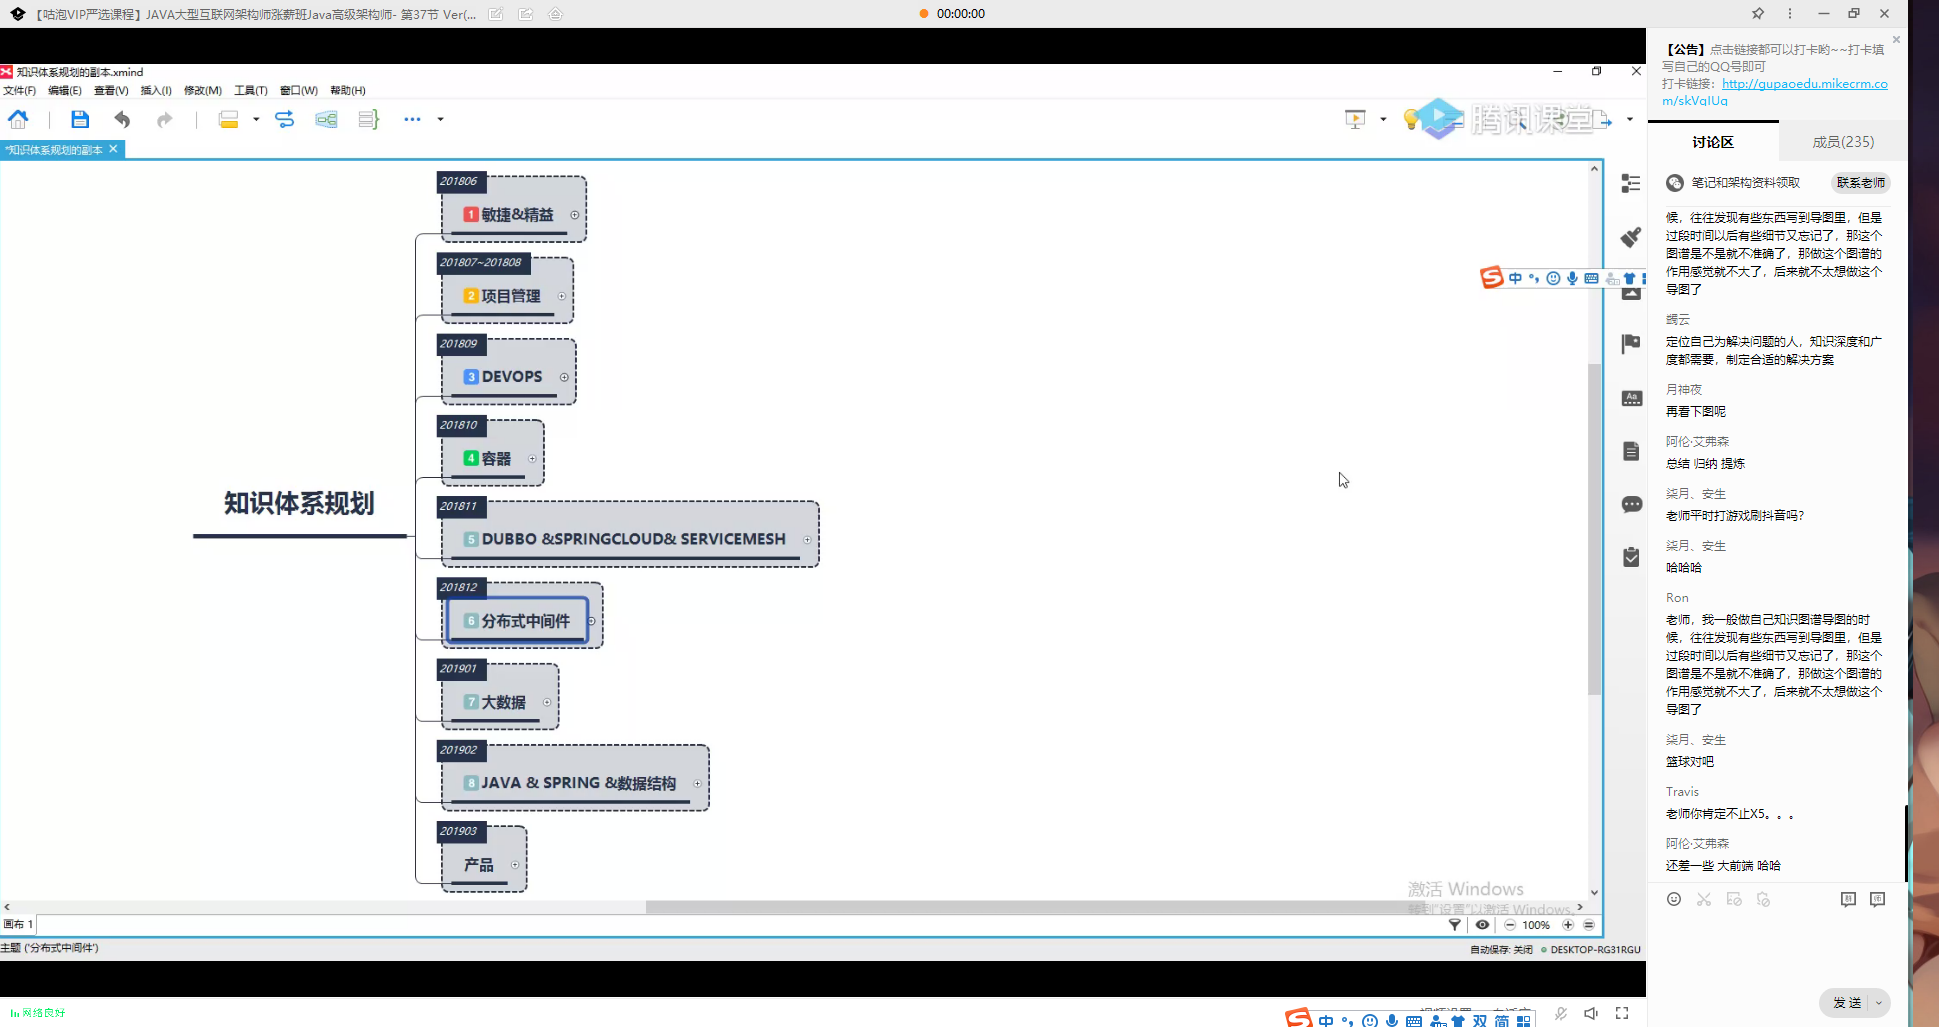 【咕泡VIP严选课程】JAVA大型互联网架构师涨薪班Java高级架构师- 第37节 Ver(...
00:00:00
知识体系规划的副本.xmind
文件(F) 编辑(E) 查看(V) 插入(I) 修改(M) 工具(T) 窗口(W) 帮助(H)
腾讯课堂
*知识体系规划的副本
知识体系规划
201806
1 敏捷&精益
201807~201808
2 项目管理
201809
3 DEVOPS
201810
4 容器
201811
5 DUBBO &SPRINGCLOUD& SERVICEMESH
201812
6 分布式中间件
201901
7 大数据
201902
8 JAVA & SPRING &数据结构
201903
产品
中
激活 Windows
转到"设置"以激活 Windows。
画布 1
100%
主题 ('分布式中间件')
自动保存: 关闭
DESKTOP-RG31RGU
网络良好
中
双 简
【公告】点击链接都可以打卡哟~~打卡填
写自己的QQ号即可
打卡链接：http://gupaoedu.mikecrm.co
m/skVqIUq
讨论区
成员(235)
笔记和架构资料领取
联系老师
候，往往发现有些东西写到导图里，但是
过段时间以后有些细节又忘记了，那这个
图谱是不是就不准确了，那做这个图谱的
作用感觉就不大了，后来就不太想做这个
导图了
定位自己为解决问题的人，知识深度和广
度都需要，制定合适的解决方案
月神夜
再看下图呢
阿伦·艾弗森
总结 归纳 提炼
柒月、安生
老师平时打游戏刷抖音吗?
柒月、安生
哈哈哈
Ron
老师，我一般做自己知识图谱导图的时
候，往往发现有些东西写到导图里，但是
过段时间以后有些细节又忘记了，那这个
图谱是不是就不准确了，那做这个图谱的
作用感觉就不大了，后来就不太想做这个
导图了
柒月、安生
篮球对吧
Travis
老师你肯定不止X5。。。
阿伦·艾弗森
还差一些 大前端 哈哈
发送